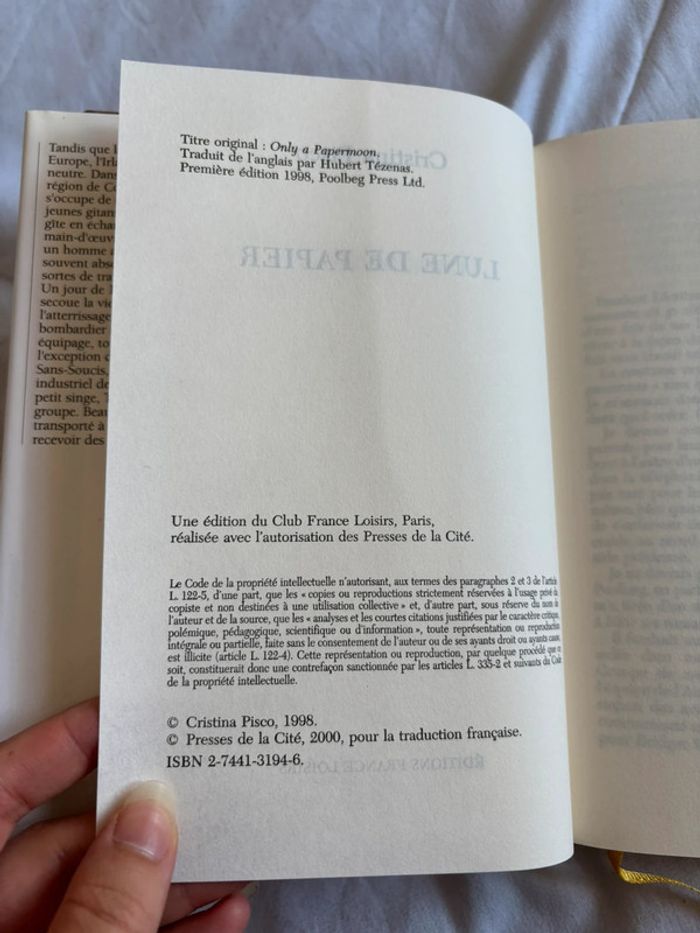 Tandis que l
Europe, l'Irl
neutre. Dans
région de Co
s'occupe de
jeunes gitan
gîte en écha
main-d'œuv
un homme a
souvent abs
sortes de tra
Un jour de
secoue la vie
l'atterrissage
bombardier
équipage, to
l'exception d
Sans-Soucis,
industriel de
petit singe,
groupe. Beau
transporté à
recevoir des
Titre original : Only a Papermoon.
Traduit de l'anglais par Hubert Tézenas.
Première édition 1998, Poolbeg Press Ltd.
LUNE DE PAPIER
Une édition du Club France Loisirs, Paris,
réalisée avec l'autorisation des Presses de la Cité.
Le Code de la propriété intellectuelle n'autorisant, aux termes des paragraphes 2 et 3 de l'article
L. 122-5, d'une part, que les « copies ou reproductions strictement réservées à l'usage privé du
copiste et non destinées à une utilisation collective » et, d'autre part, sous réserve du nom de
l'auteur et de la source, que les « analyses et les courtes citations justifiées par le caractère critique,
polémique, pédagogique, scientifique ou d'information », toute représentation ou reproduction
intégrale ou partielle, faite sans le consentement de l'auteur ou de ses ayants droit ou ayants cause,
est illicite (article L. 122-4). Cette représentation ou reproduction, par quelque procédé que ce
soit, constituerait donc une contrefaçon sanctionnée par les articles L. 335-2 et suivants du Code
de la propriété intellectuelle.
© Cristina Pisco, 1998.
© Presses de la Cité, 2000, pour la traduction française.
ISBN 2-7441-3194-6.
ÉDITIONS FRANCE LOISIRS